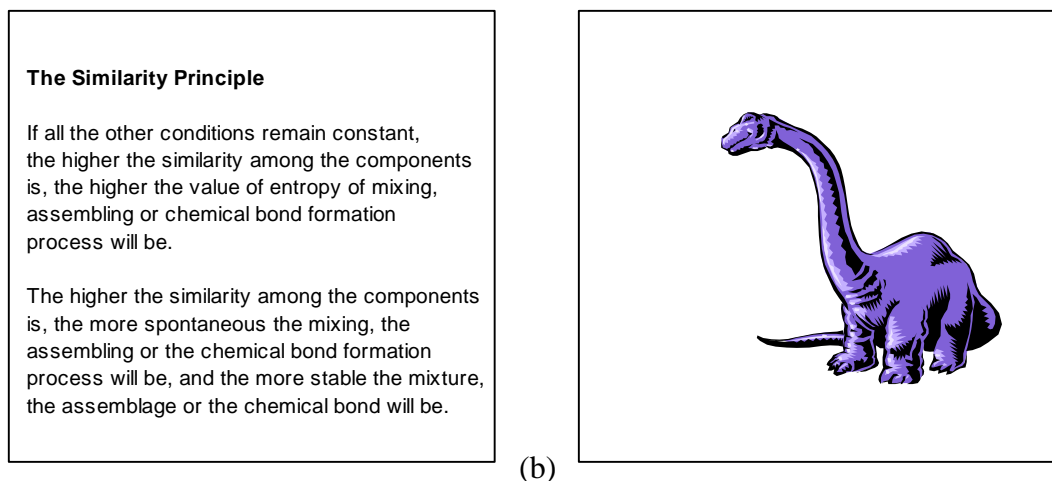 The Similarity Principle
If all the other conditions remain constant,
the higher the similarity among the components
is, the higher the value of entropy of mixing,
assembling or chemical bond formation
process will be.
The higher the similarity among the components
is, the more spontaneous the mixing, the
assembling or the chemical bond formation
process will be, and the more stable the mixture,
the assemblage or the chemical bond will be.
(b)